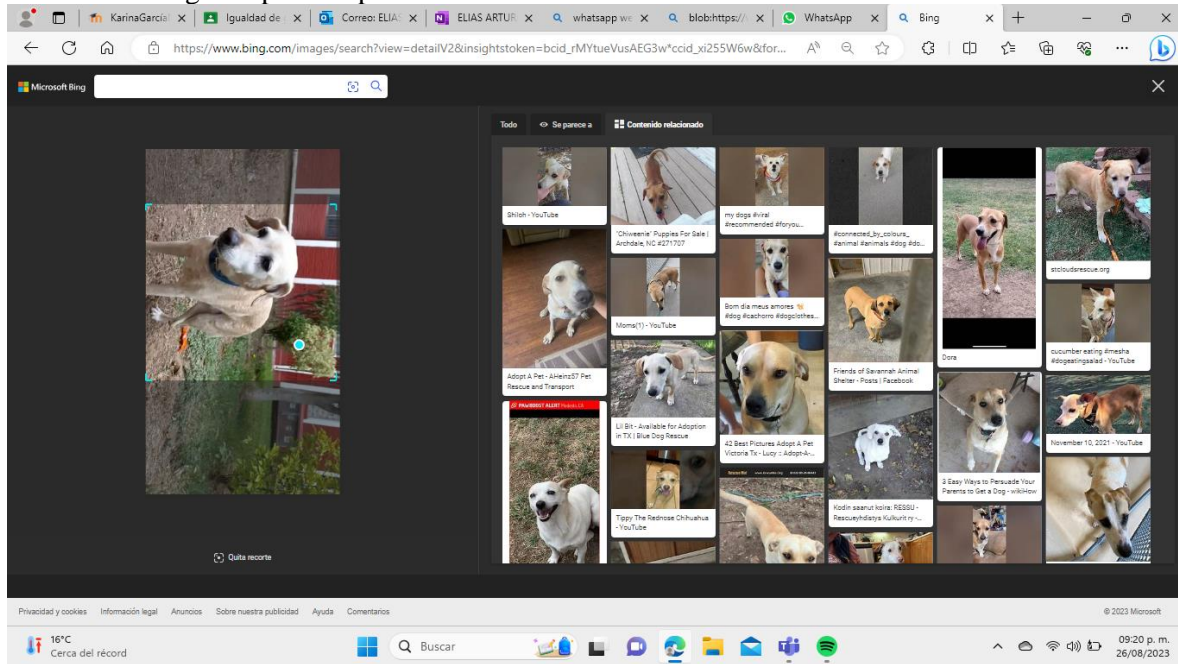 KarinaGarcia
Igualdad de
Correo: ELIAS
ELIAS ARTUR
whatsapp we
blob:https://
WhatsApp
Bing
https://www.bing.com/images/search?view=detailV2&insightstoken=bcid_rMYtueVusAEG3w*ccid_xi255W6w&for...
Microsoft Bing
Todo
Se parece a
Contenido relacionado
Shiloh - YouTube
"Chiweenie" Puppies For Sale |
Archdale, NC #271707
my dogs #viral
#recommended #foryou...
#connected_by_colours_
#animal #animals #dog #do...
Dora
stcloudsrescue.org
Adopt A Pet - AHeinz57 Pet
Rescue and Transport
Moms(1) - YouTube
Bom dia meus amores
#dog #cachorro #dogclothes...
Friends of Savannah Animal
Shelter - Posts | Facebook
cucumber eating #mesha
#dogeatingsalad - YouTube
PAWBOOST ALERT
Lil Bit - Available for Adoption
in TX | Blue Dog Rescue
42 Best Pictures Adopt A Pet
Victoria Tx - Lucy :: Adopt-A-...
Kodin saanut koira; RESSU -
Rescueyhdistys Kulkurit ry -...
3 Easy Ways to Persuade Your
Parents to Get a Dog - wikiHow
November 10, 2021 - YouTube
Tippy The Rednose Chihuahua
- YouTube
Quita recorte
Privacidad y cookies
Información legal
Anuncios
Sobre nuestra publicidad
Ayuda
Comentarios
© 2023 Microsoft
16°C
Cerca del récord
Buscar
09:20 p. m.
26/08/2023